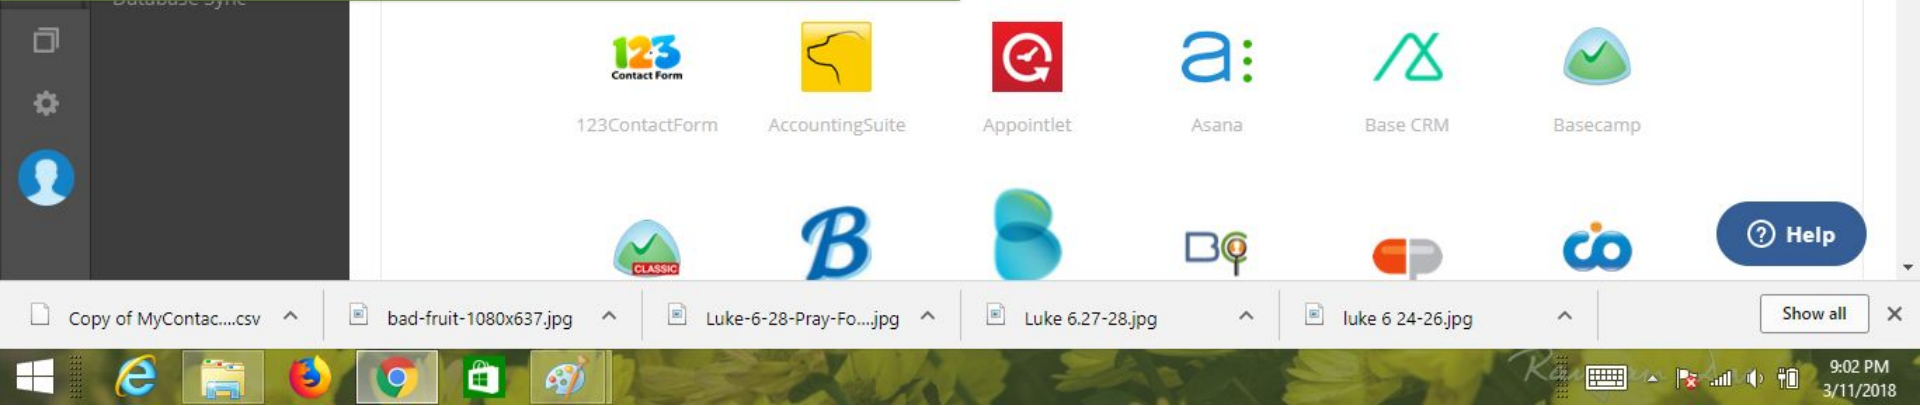 Database Sync
123
Contact Form
a:
123ContactForm
AccountingSuite
Appointlet
Asana
Base CRM
Basecamp
CLASSIC
B
Help
Copy of MyContac....csv
bad-fruit-1080x637.jpg
Luke-6-28-Pray-Fo....jpg
Luke 6.27-28.jpg
luke 6 24-26.jpg
Show all
9:02 PM
3/11/2018